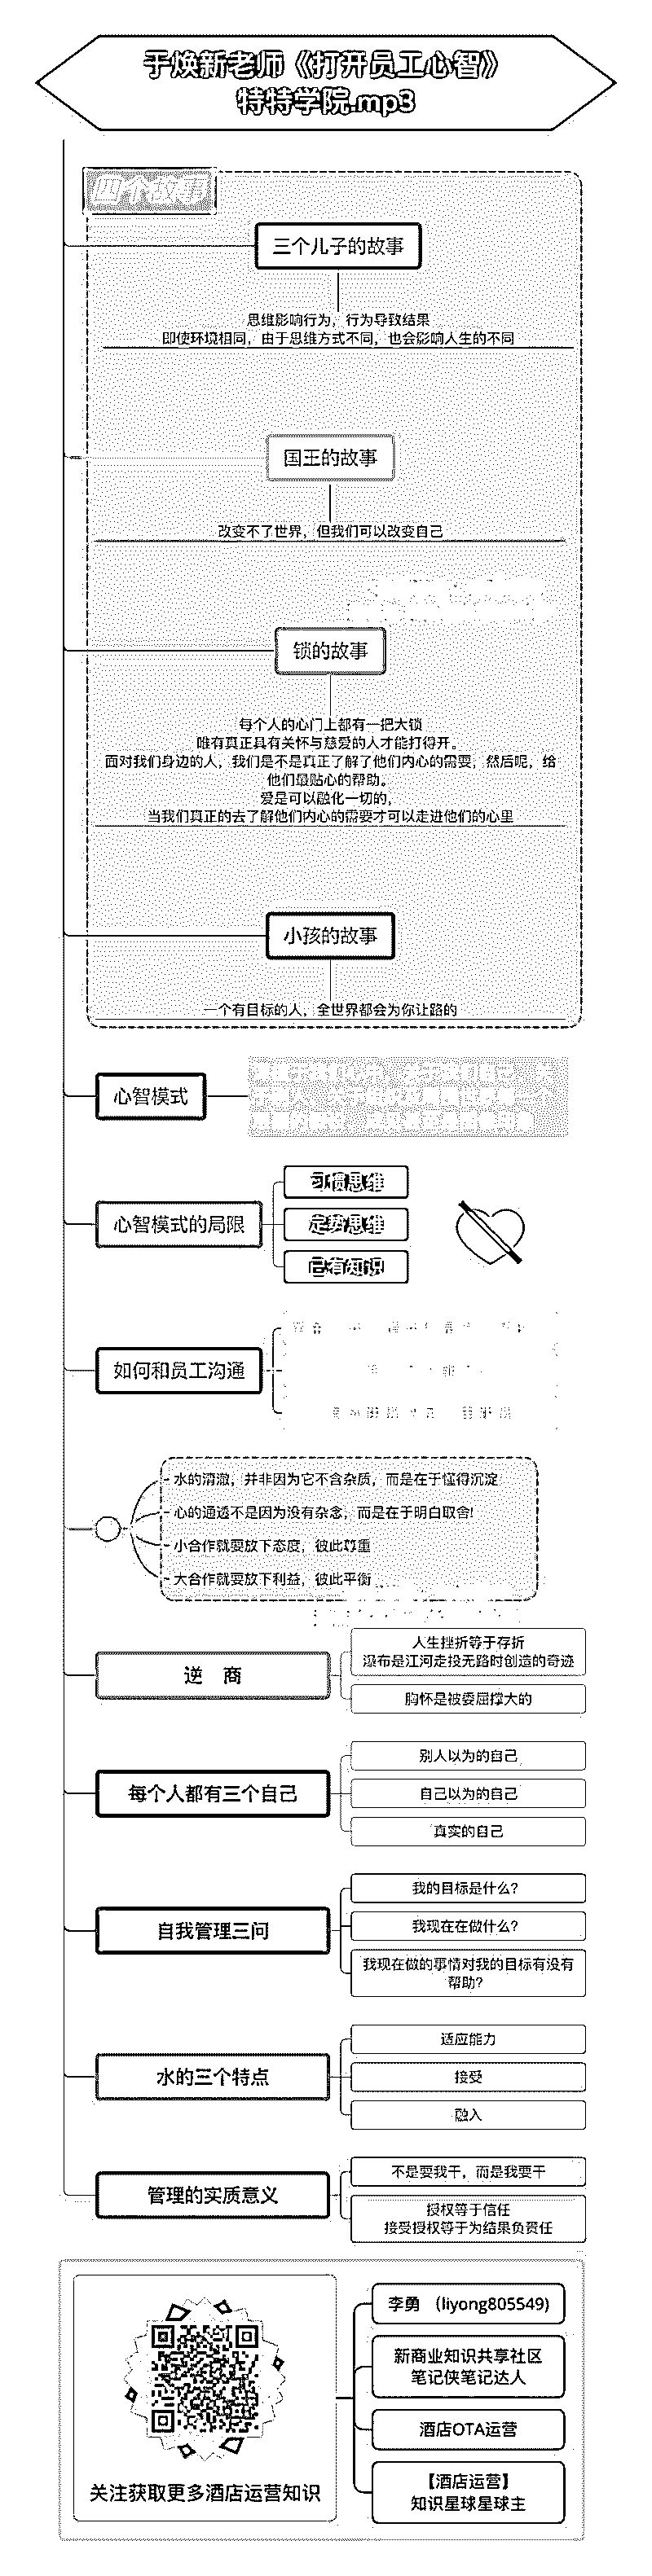 于焕新老师《打开员工心智》
特特学院.mp3
四个故事
三个儿子的故事
思维影响行为，行为导致结果
即使环境相同，由于思维方式不同，也会影响人生的不同
国王的故事
改变不了世界，但我们可以改变自己
锁的故事
每个人的心门上都有一把大锁
唯有真正具有关怀与慈爱的人才能打得开。
面对我们身边的人，我们是不是真正了解了他们内心的需要，然后呢，给
他们最贴心的帮助。
爱是可以融化一切的，
当我们真正的去了解他们内心的需要才可以走进他们的心里
小孩的故事
一个有目标的人，全世界都会为你让路的
心智模式
心智模式的局限
习惯思维
定势思维
已有知识
如何和员工沟通
水的清澈，并非因为它不含杂质，而是在于懂得沉淀
心的通透不是因为没有杂念，而是在于明白取舍!
小合作就要放下态度，彼此尊重
大合作就要放下利益，彼此平衡
逆 商
人生挫折等于存折
瀑布是江河走投无路时创造的奇迹
胸怀是被委屈撑大的
每个人都有三个自己
别人以为的自己
自己以为的自己
真实的自己
自我管理三问
我的目标是什么?
我现在在做什么?
我现在做的事情对我的目标有没有
帮助?
水的三个特点
适应能力
接受
融入
管理的实质意义
不是要我干，而是我要干
授权等于信任
接受授权等于为结果负责任
关注获取更多酒店运营知识
李勇 （liyong805549)
新商业知识共享社区
笔记侠笔记达人
酒店OTA运营
【酒店运营】
知识星球星球主